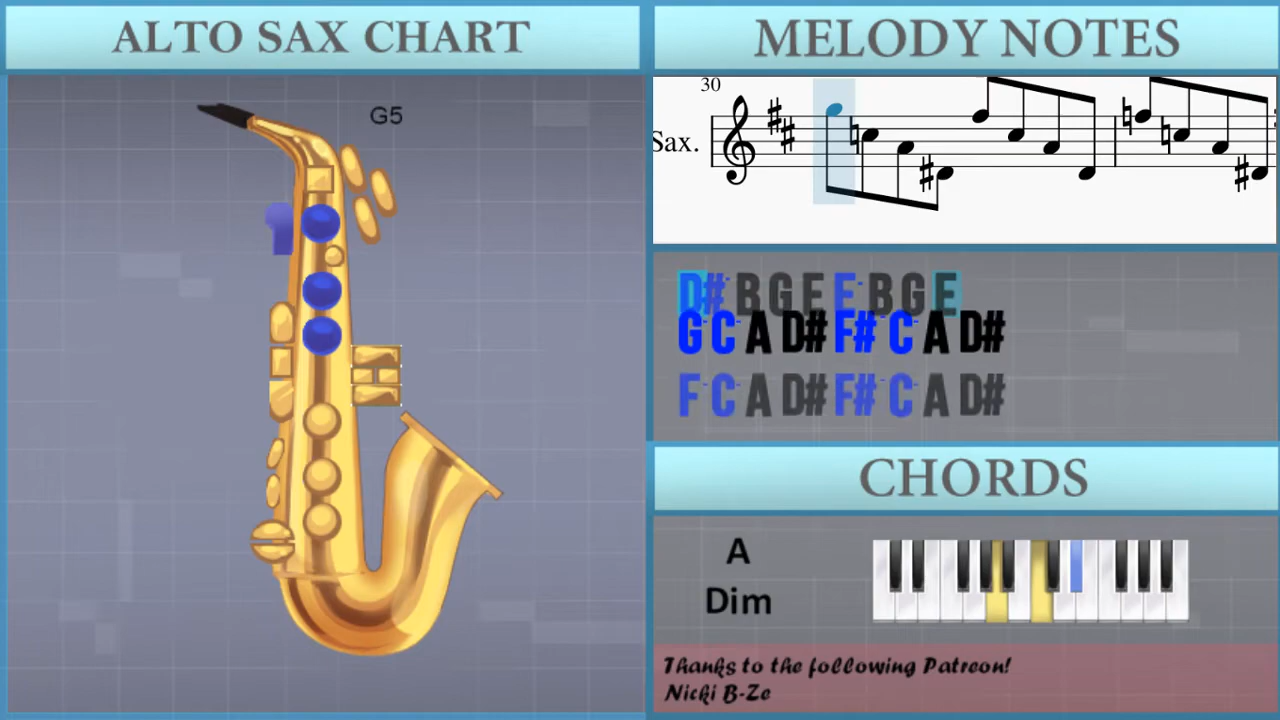 ALTO SAX CHART
G5
MELODY NOTES
30
Sax.
D#- B G E F- B G E
G- C- A D# F#- C- A D#
F- C- A D# F#- C- A D#
CHORDS
A
Dim
Thanks to the following Patreon!
Nicki B-Ze